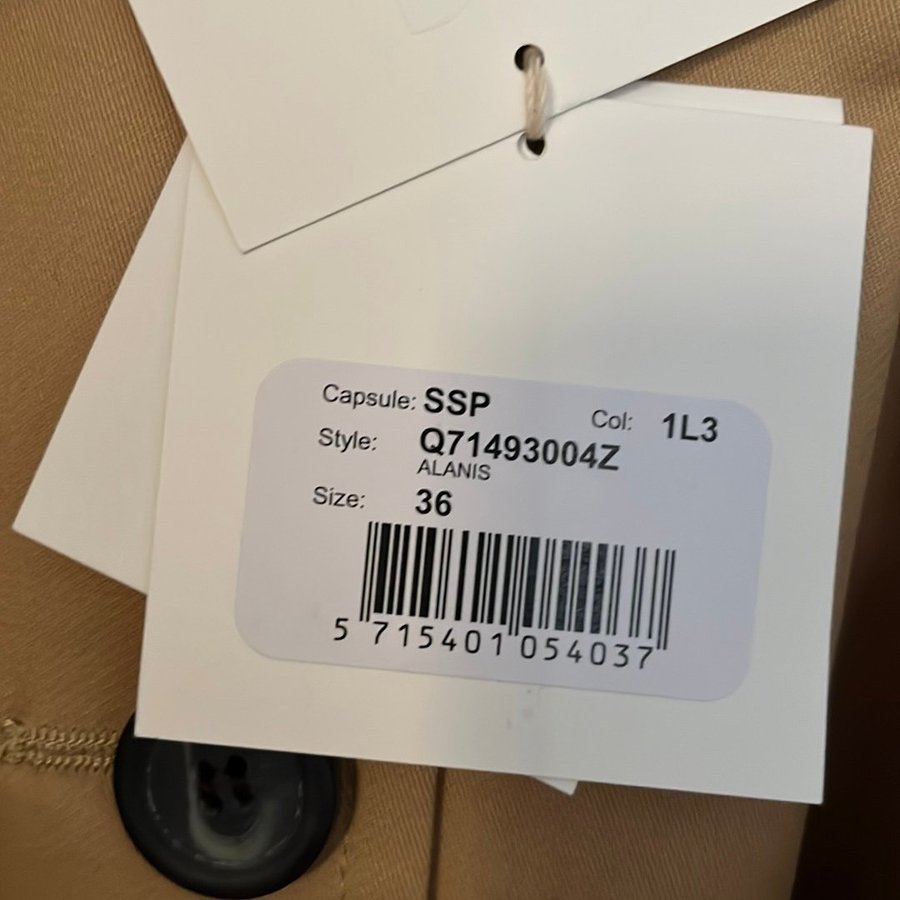 Capsule: SSP Col: 1L3
Style: Q71493004Z
ALANIS
Size: 36
5 715401 054037